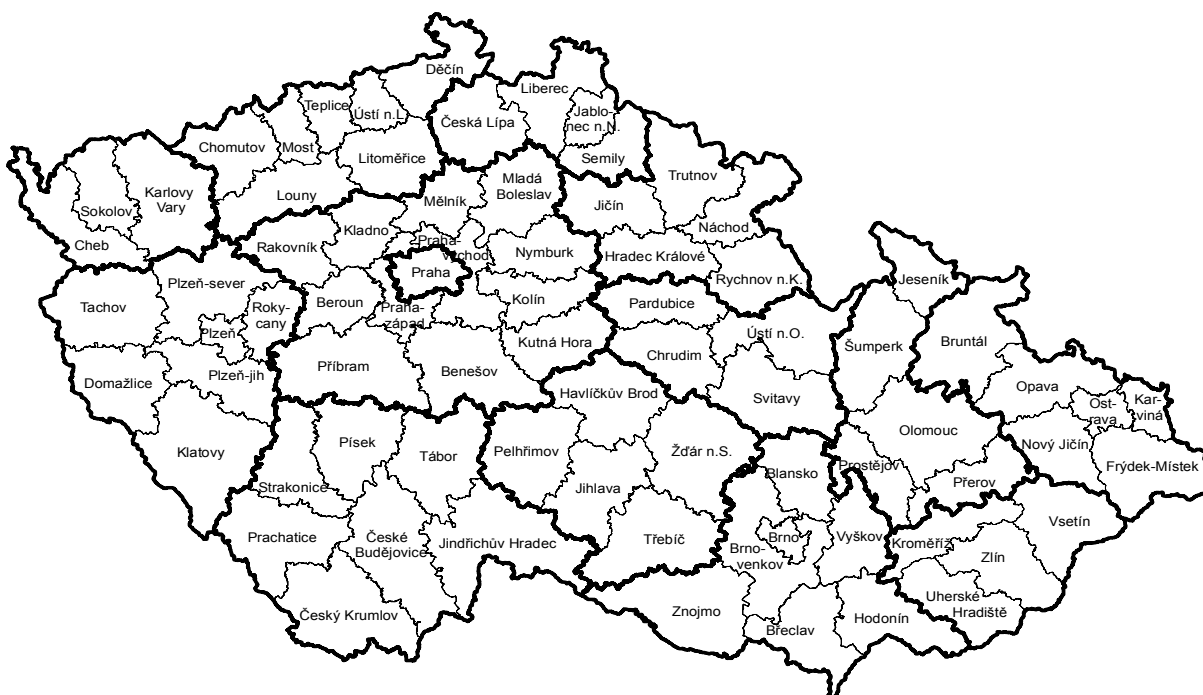 Děčín
Liberec
Teplice
Ústí n.L.
Česká Lípa
Jablo-
nec n.N.
Chomutov
Most
Litoměřice
Semily
Karlovy
Vary
Louny
Mladá
Boleslav
Trutnov
Sokolov
Mělník
Jičín
Cheb
Kladno
Náchod
Rakovník
Praha-
východ
Nymburk
Hradec Králové
Praha
Rychnov n.K.
Jeseník
Plzeň-sever
Tachov
Roky-
cany
Beroun
Praha-
západ
Kolín
Pardubice
Plzeň
Kutná Hora
Ústí n.O.
Šumperk
Bruntál
Chrudim
Příbram
Benešov
Domažlice
Plzeň-jih
Opava
Kar-
viná
Ost-
rava
Havlíčkův Brod
Svitavy
Olomouc
Klatovy
Písek
Tábor
Pelhřimov
Žďár n.S.
Nový Jičín
Frýdek-Místek
Strakonice
Jihlava
Blansko
Prostějov
Přerov
Vsetín
Prachatice
České
Budějovice
Jindřichův Hradec
Třebíč
Brno
Brno-
venkov
Vyškov
Kroměříž
Zlín
Uherské
Hradiště
Český Krumlov
Znojmo
Břeclav
Hodonín